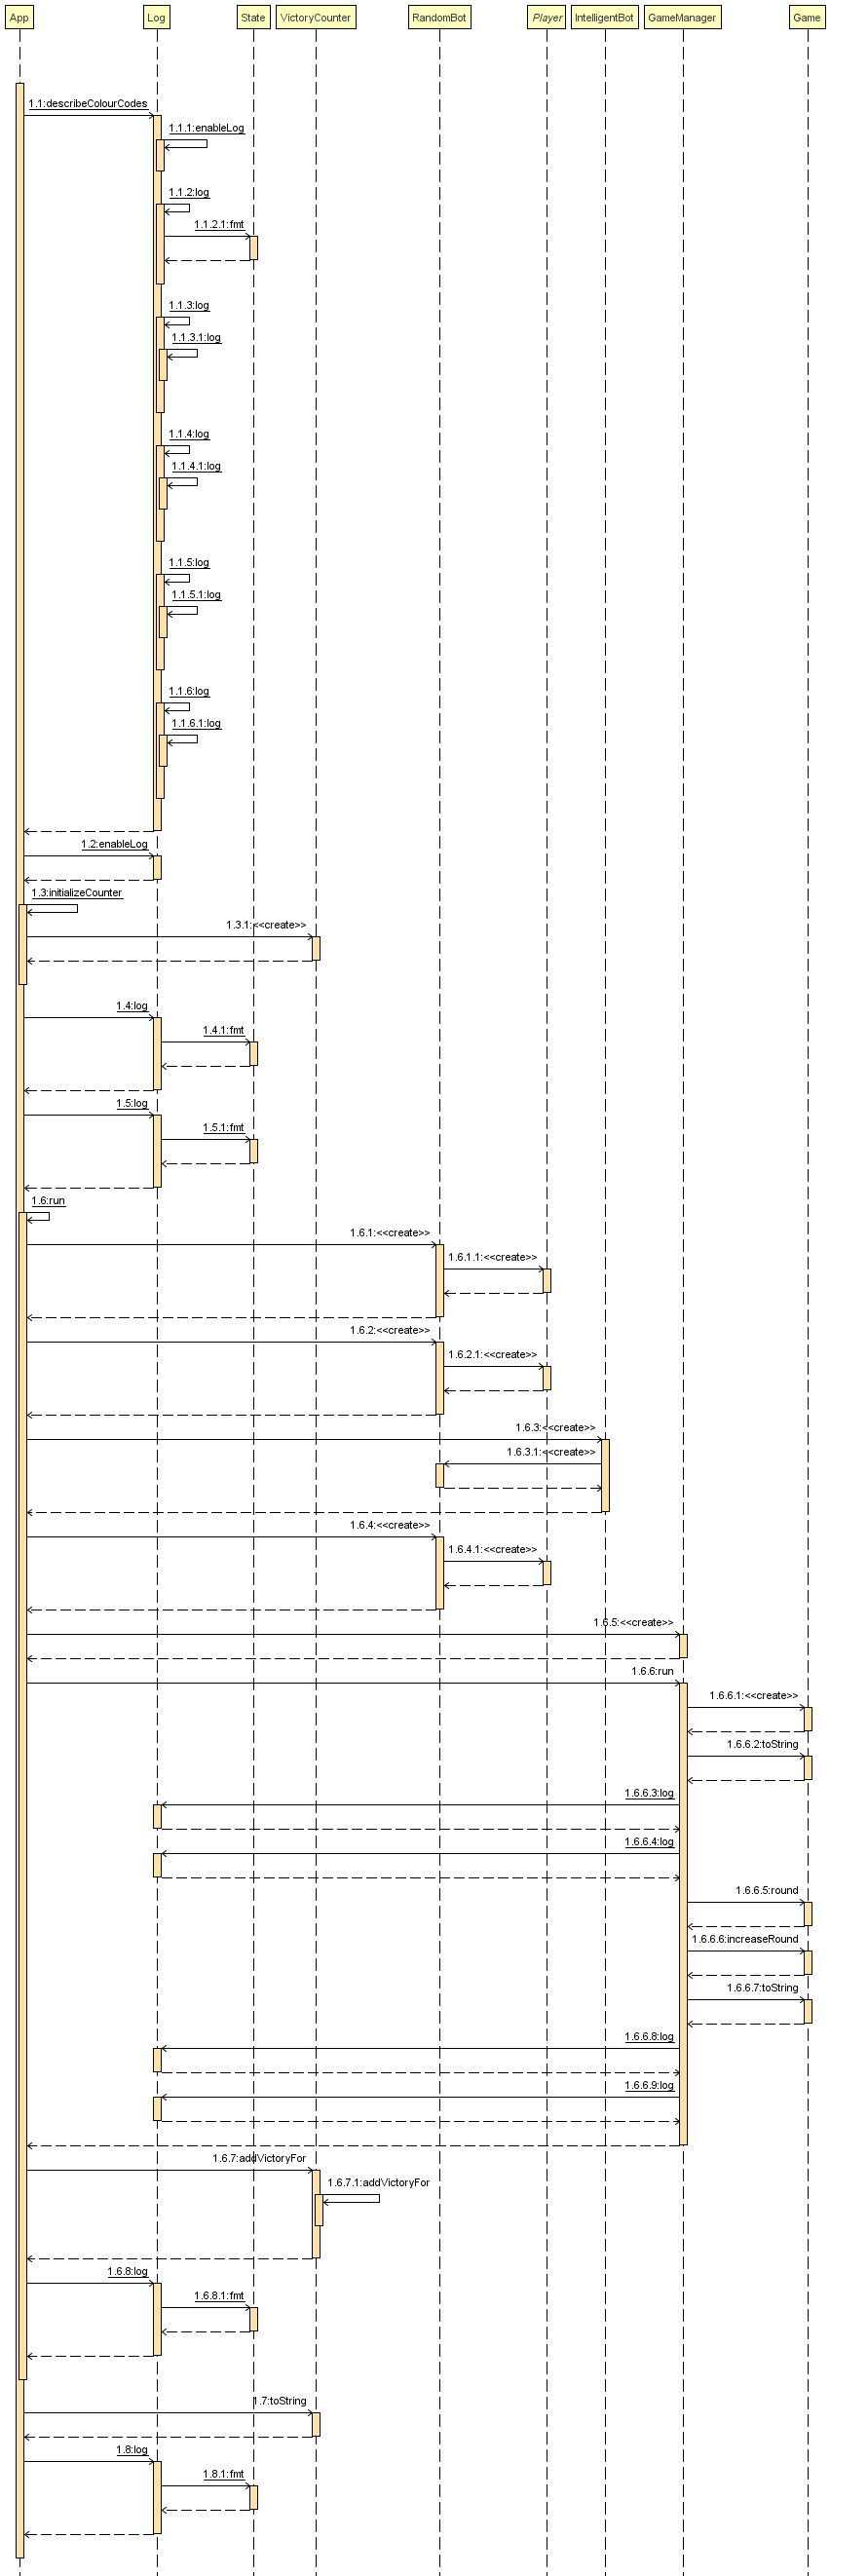 App Log State VictoryCounter RandomBot Player IntelligentBot GameManager Game
1.1:describeColourCodes
1.1.1:enableLog
1.1.2:log
1.1.2.1:fmt
1.1.3:log
1.1.3.1:log
1.1.4:log
1.1.4.1:log
1.1.5:log
1.1.5.1:log
1.1.6:log
1.1.6.1:log
1.2:enableLog
1.3:initializeCounter
1.3.1:<<create>>
1.4:log
1.4.1:fmt
1.5:log
1.5.1:fmt
1.6:run
1.6.1:<<create>>
1.6.1.1:<<create>>
1.6.2:<<create>>
1.6.2.1:<<create>>
1.6.3:<<create>>
1.6.3.1:<<create>>
1.6.4:<<create>>
1.6.4.1:<<create>>
1.6.5:<<create>>
1.6.6:run
1.6.6.1:<<create>>
1.6.6.2:toString
1.6.6.3:log
1.6.6.4:log
1.6.6.5:round
1.6.6.6:increaseRound
1.6.6.7:toString
1.6.6.8:log
1.6.6.9:log
1.6.7:addVictoryFor
1.6.7.1:addVictoryFor
1.6.8:log
1.6.8.1:fmt
1.7:toString
1.8:log
1.8.1:fmt